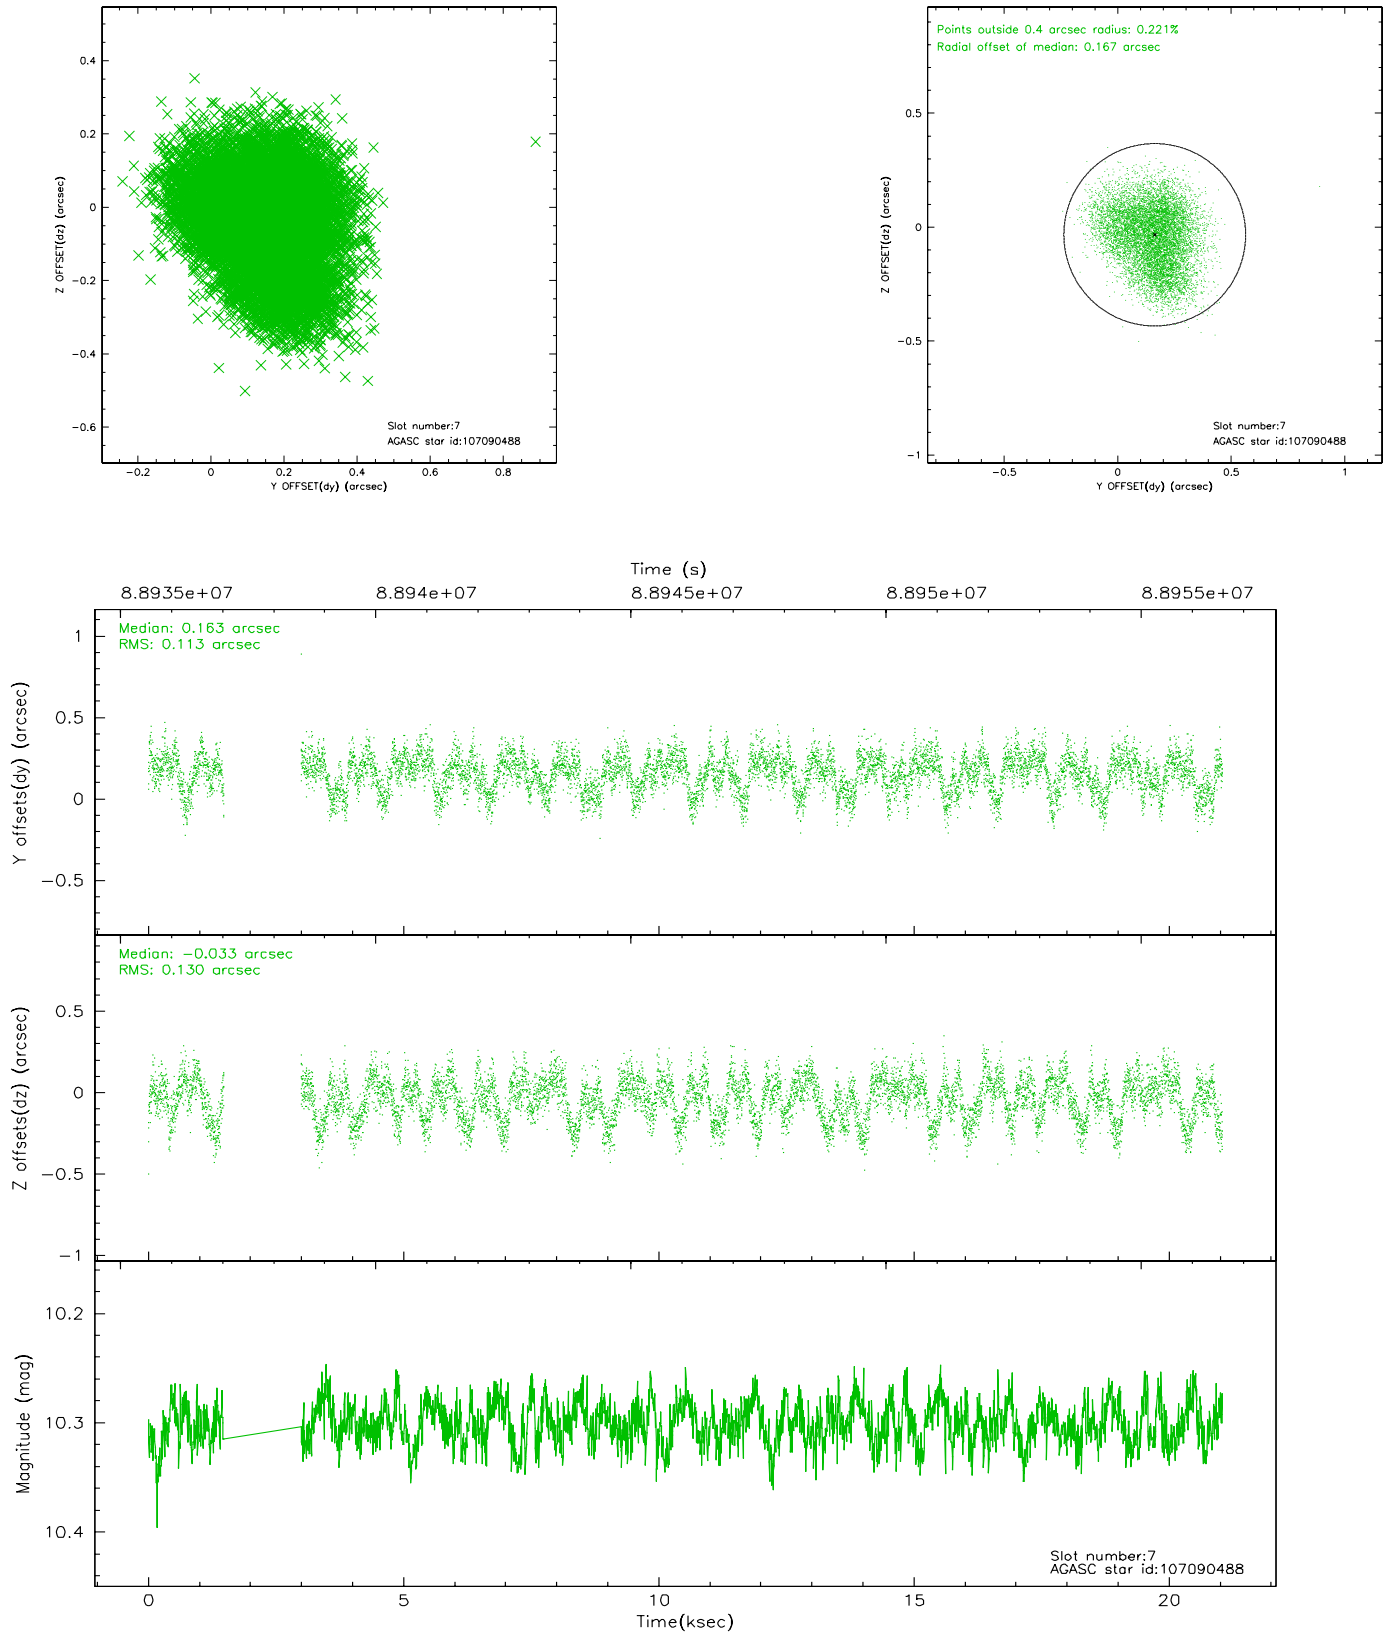 0.4
0.2
0
−0.2
−0.4
−0.6
Z OFFSET(dz) (arcsec)
Slot number:7
AGASC star id:107090488
−0.2 0 0.2 0.4 0.6 0.8
Y OFFSET(dy) (arcsec)
Points outside 0.4 arcsec radius: 0.221%
Radial offset of median: 0.167 arcsec
0.5
0
−0.5
−1
Z OFFSET(dz) (arcsec)
Slot number:7
AGASC star id:107090488
−0.5 0 0.5 1
Y OFFSET(dy) (arcsec)
Time (s)
8.8935e+07 8.894e+07 8.8945e+07 8.895e+07 8.8955e+07
Median: 0.163 arcsec
RMS: 0.113 arcsec
1
0.5
0
−0.5
Y offsets(dy) (arcsec)
Median: −0.033 arcsec
RMS: 0.130 arcsec
0.5
0
−0.5
−1
Z offsets(dz) (arcsec)
10.2
10.3
10.4
Magnitude (mag)
Slot number:7
AGASC star id:107090488
0 5 10 15 20
Time(ksec)